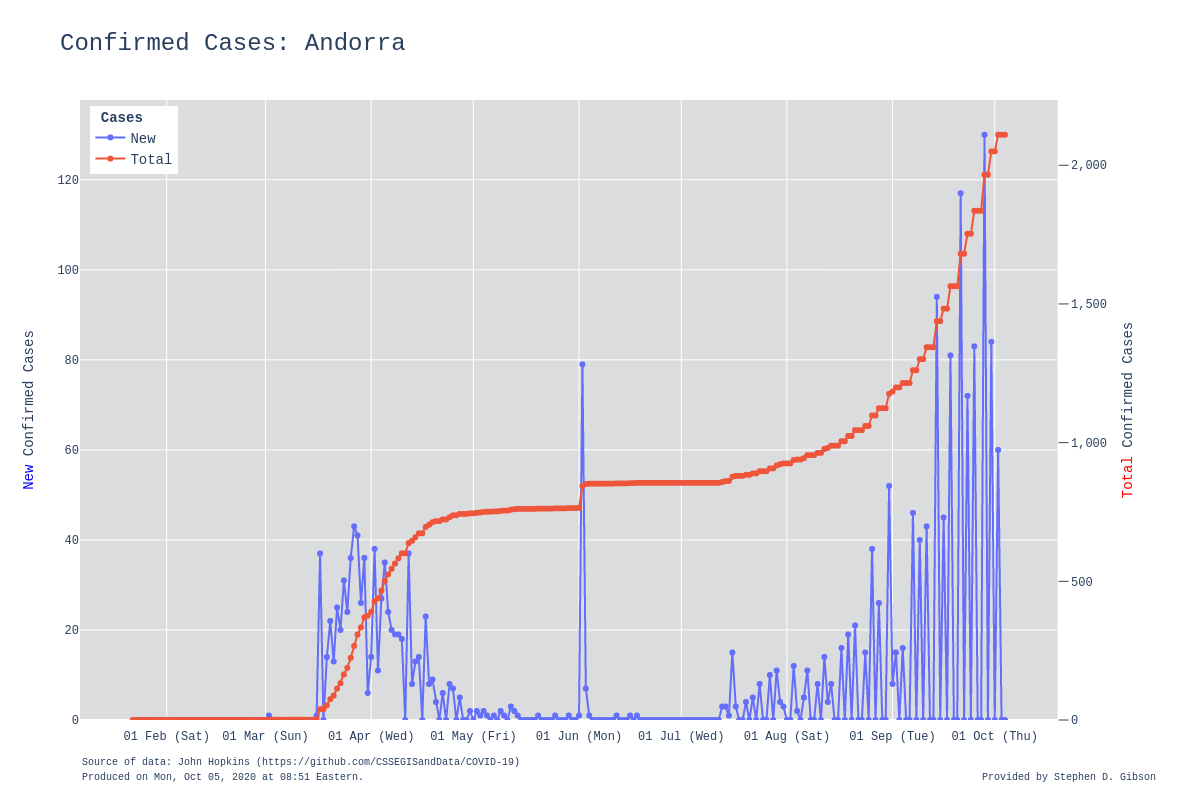 Confirmed Cases: Andorra
Cases
New
Total
120
100
80
60
40
20
0
2,000
1,500
1,000
500
0
New Confirmed Cases
Total Confirmed Cases
01 Feb (Sat) 01 Mar (Sun) 01 Apr (Wed) 01 May (Fri) 01 Jun (Mon) 01 Jul (Wed) 01 Aug (Sat) 01 Sep (Tue) 01 Oct (Thu)
Source of data: John Hopkins (https://github.com/CSSEGISandData/COVID-19)
Produced on Mon, Oct 05, 2020 at 08:51 Eastern.
Provided by Stephen D. Gibson